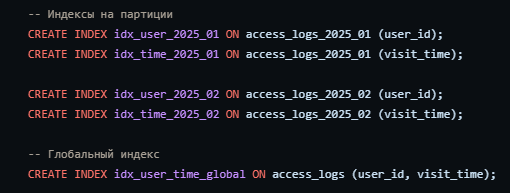 -- Индексы на партиции
CREATE INDEX idx_user_2025_01 ON access_logs_2025_01 (user_id);
CREATE INDEX idx_time_2025_01 ON access_logs_2025_01 (visit_time);
CREATE INDEX idx_user_2025_02 ON access_logs_2025_02 (user_id);
CREATE INDEX idx_time_2025_02 ON access_logs_2025_02 (visit_time);
-- Глобальный индекс
CREATE INDEX idx_user_time_global ON access_logs (user_id, visit_time);